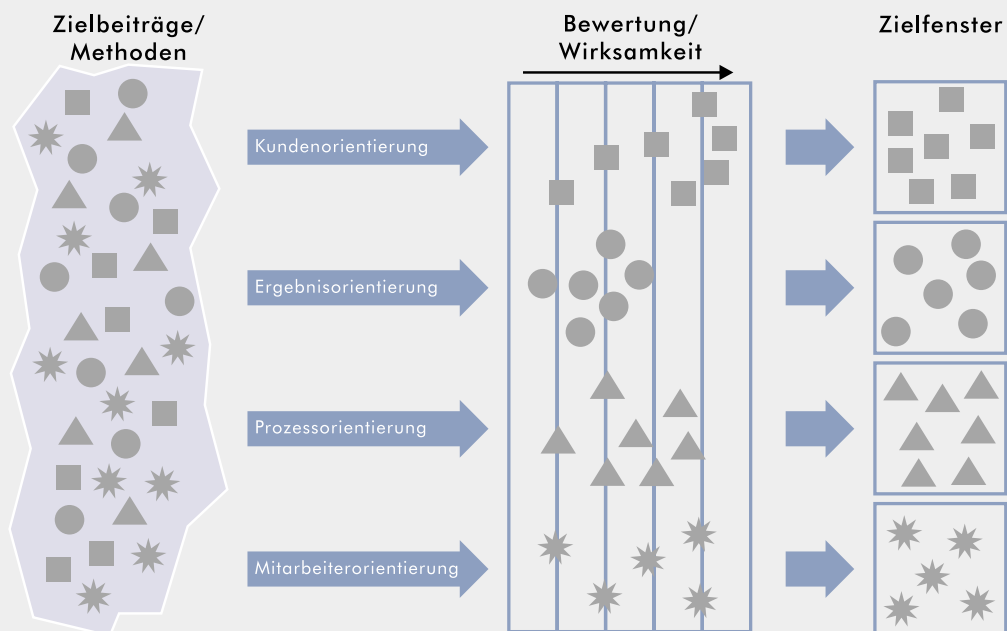 Zielbeiträge/
Methoden
Bewertung/
Wirksamkeit
Zielfenster
Kundenorientierung
Ergebnisorientierung
Prozessorientierung
Mitarbeiterorientierung